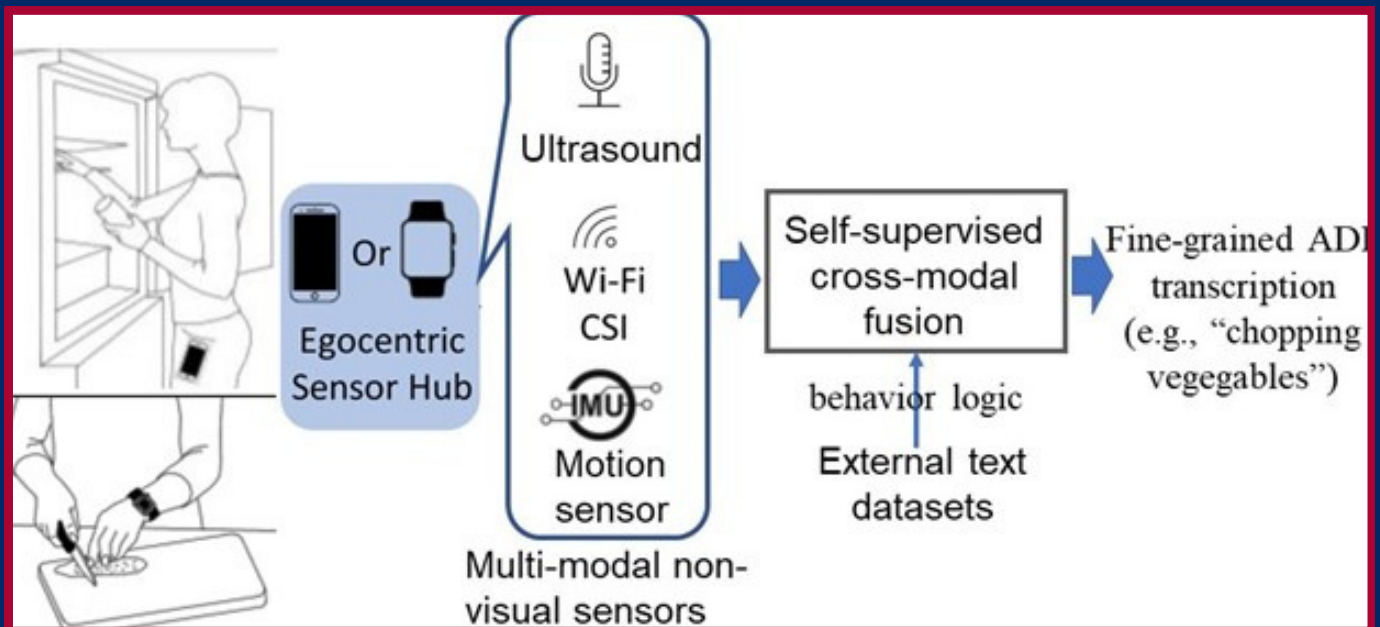 Ultrasound
Wi-Fi
CSI
IMU
Motion
sensor
Multi-modal non-
visual sensors
Or
Egocentric
Sensor Hub
Self-supervised
cross-modal
fusion
behavior logic
External text
datasets
Fine-grained ADL
transcription
(e.g., “chopping
vegegables”)